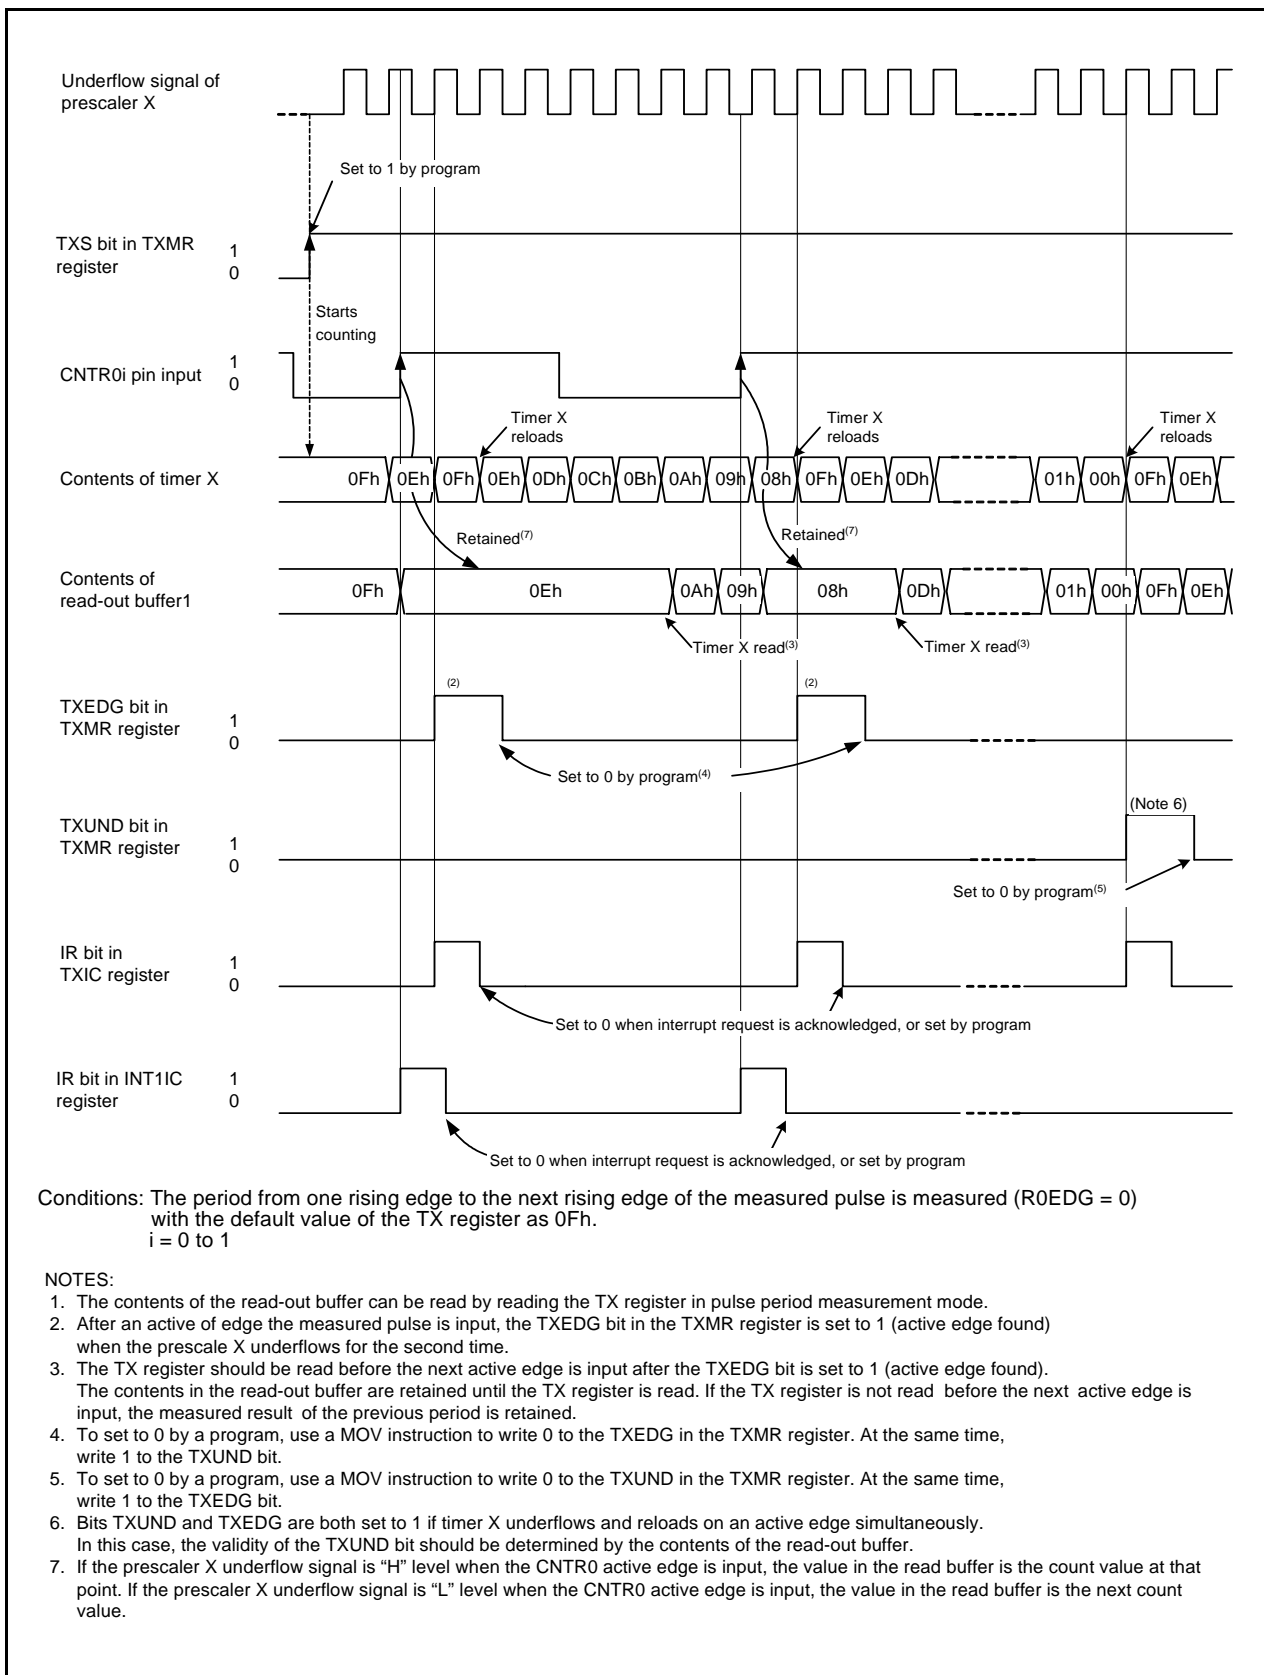 Underflow signal of
prescaler X
Set to 1 by program
TXS bit in TXMR
register
1
0
Starts
counting
CNTR0i pin input
1
0
Timer X
reloads
Timer X
reloads
Timer X
reloads
Contents of timer X
0Fh 0Eh 0Fh 0Eh 0Dh 0Ch 0Bh 0Ah 09h 08h 0Fh 0Eh 0Dh 01h 00h 0Fh 0Eh
Retained(7)
Retained(7)
Contents of
read-out buffer1
0Fh 0Eh 0Ah 09h 08h 0Dh 01h 00h 0Fh 0Eh
Timer X read(3)
Timer X read(3)
(2)
(2)
TXEDG bit in
TXMR register
1
0
Set to 0 by program(4)
(Note 6)
TXUND bit in
TXMR register
1
0
Set to 0 by program(5)
IR bit in
TXIC register
1
0
Set to 0 when interrupt request is acknowledged, or set by program
IR bit in INT1IC
register
1
0
Set to 0 when interrupt request is acknowledged, or set by program
Conditions: The period from one rising edge to the next rising edge of the measured pulse is measured (R0EDG = 0)
with the default value of the TX register as 0Fh.
i = 0 to 1
NOTES:
1. The contents of the read-out buffer can be read by reading the TX register in pulse period measurement mode.
2. After an active of edge the measured pulse is input, the TXEDG bit in the TXMR register is set to 1 (active edge found)
when the prescale X underflows for the second time.
3. The TX register should be read before the next active edge is input after the TXEDG bit is set to 1 (active edge found).
The contents in the read-out buffer are retained until the TX register is read. If the TX register is not read before the next active edge is
input, the measured result of the previous period is retained.
4. To set to 0 by a program, use a MOV instruction to write 0 to the TXEDG in the TXMR register. At the same time,
write 1 to the TXUND bit.
5. To set to 0 by a program, use a MOV instruction to write 0 to the TXUND in the TXMR register. At the same time,
write 1 to the TXEDG bit.
6. Bits TXUND and TXEDG are both set to 1 if timer X underflows and reloads on an active edge simultaneously.
In this case, the validity of the TXUND bit should be determined by the contents of the read-out buffer.
7. If the prescaler X underflow signal is “H” level when the CNTR0 active edge is input, the value in the read buffer is the count value at that
point. If the prescaler X underflow signal is “L” level when the CNTR0 active edge is input, the value in the read buffer is the next count
value.